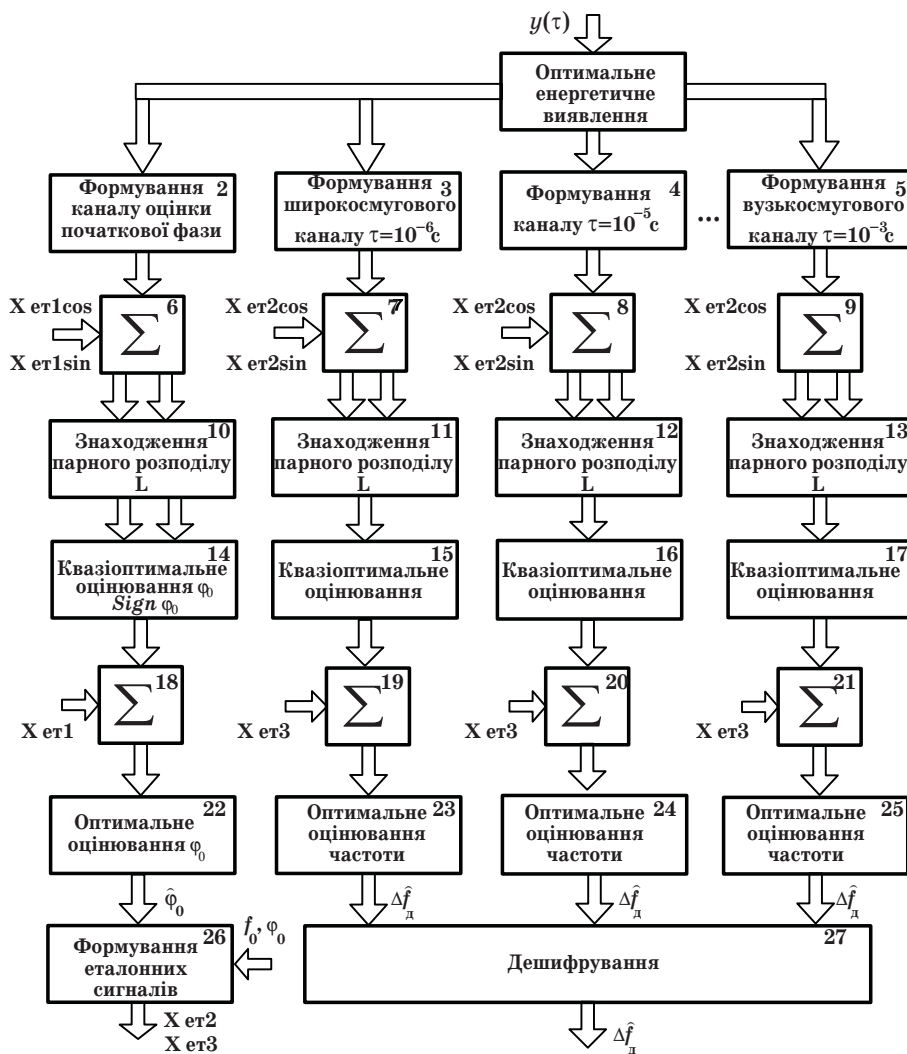 y(τ)
Оптимальне
енергетичне
виявлення
2
Формування
каналу оцінки
початкової фази
3
Формування
широкосмугового
каналу τ=10⁻⁶с
4
Формування
каналу τ=10⁻⁵с
...
5
Формування
вузькосмугового
каналу τ=10⁻³с
X ет1cos
X ет1sin
6
Σ
X ет2cos
X ет2sin
7
Σ
X ет2cos
X ет2sin
8
Σ
X ет2cos
X ет2sin
9
Σ
10
Знаходження
парного розподілу
L
11
Знаходження
парного розподілу
L
12
Знаходження
парного розподілу
L
13
Знаходження
парного розподілу
L
14
Квазіоптимальне
оцінювання φ₀
Sign φ₀
15
Квазіоптимальне
оцінювання
16
Квазіоптимальне
оцінювання
17
Квазіоптимальне
оцінювання
18
Σ
X ет1
19
Σ
X ет3
20
Σ
X ет3
21
Σ
X ет3
22
Оптимальне
оцінювання φ₀
23
Оптимальне
оцінювання
частоти
24
Оптимальне
оцінювання
частоти
25
Оптимальне
оцінювання
частоти
φ̂₀
Δf̂д
Δf̂д
Δf̂д
26
Формування
еталонних
сигналів
f₀, φ₀
27
Дешифрування
X ет2
X ет3
Δf̂д